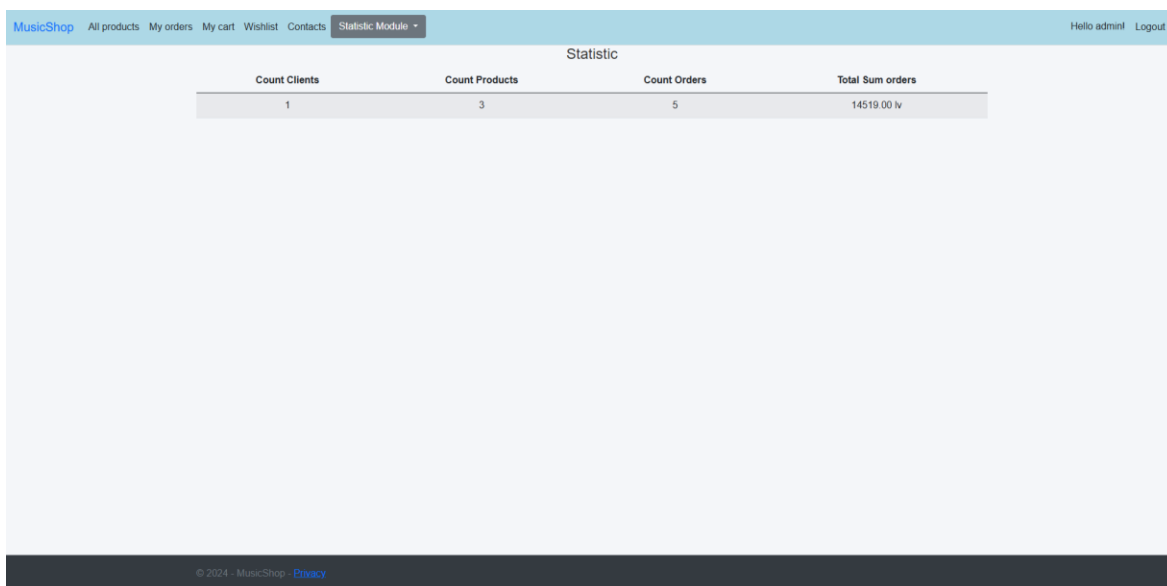 MusicShop All products My orders My cart Wishlist Contacts Statistic Module Hello admin! Logout
Statistic
Count Clients Count Products Count Orders Total Sum orders
1 3 5 14519.00 lv
© 2024 - MusicShop - Privacy